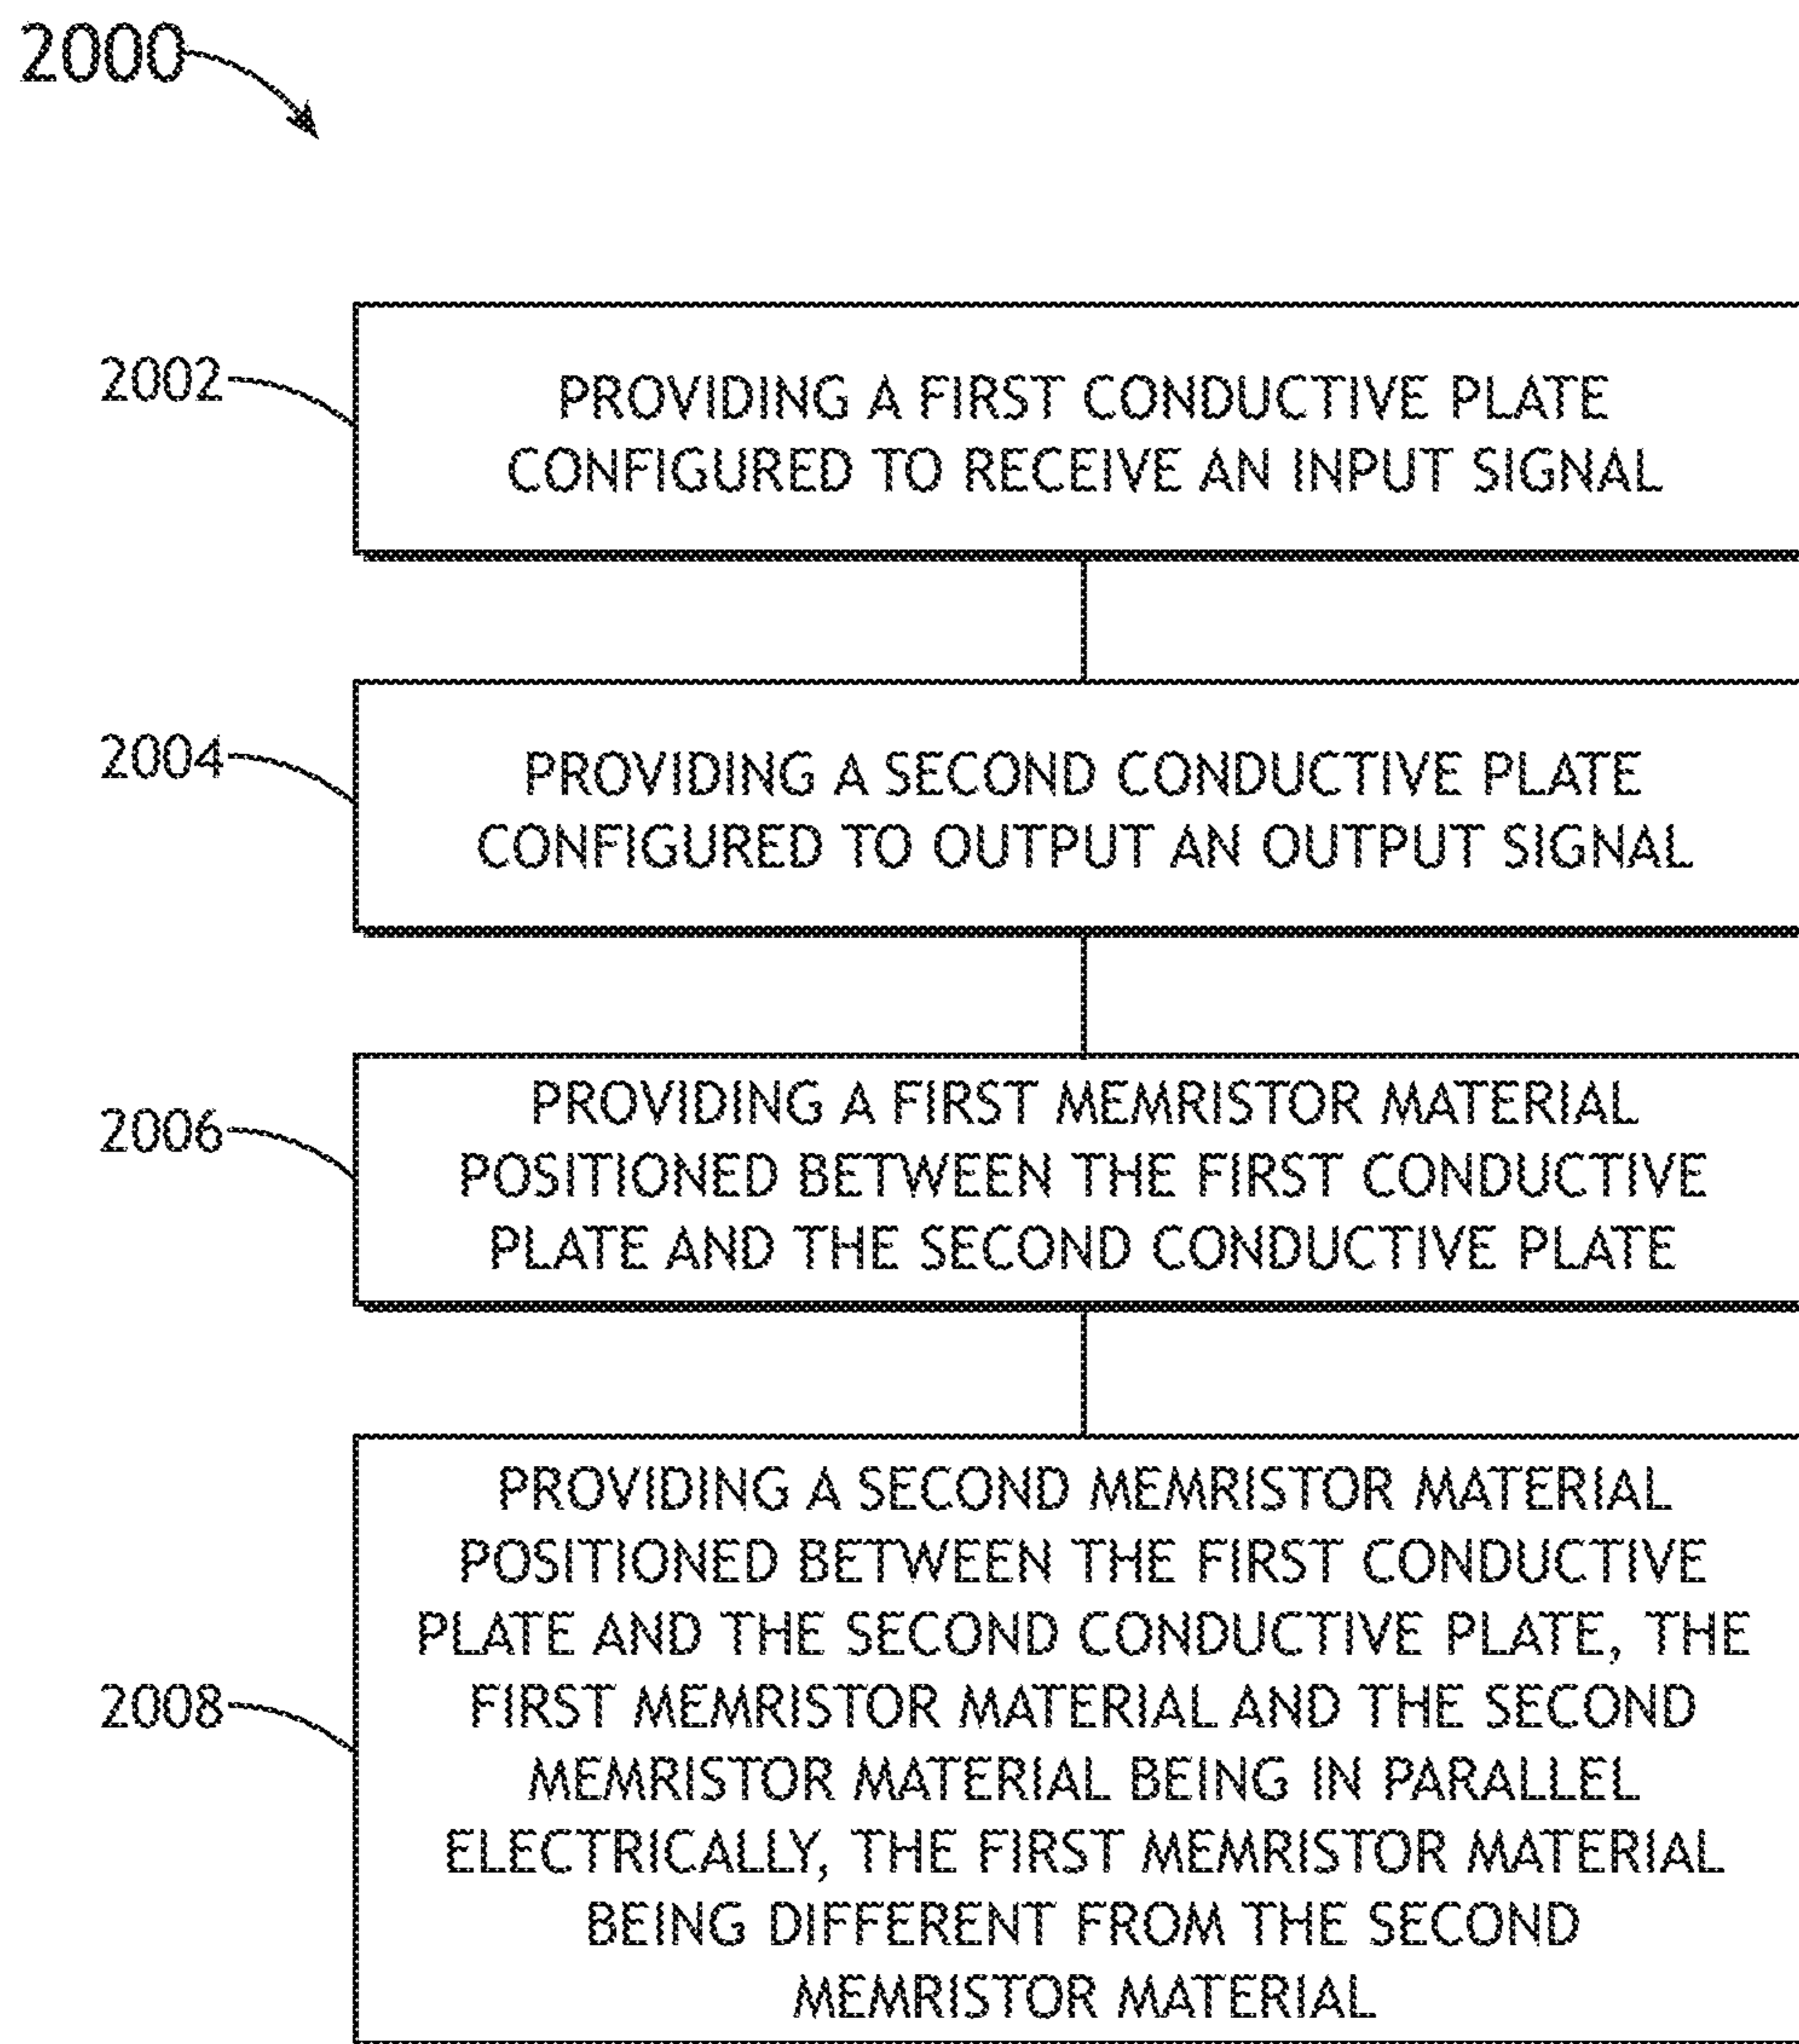 2000
2002
PROVIDING A FIRST CONDUCTIVE PLATE
CONFIGURED TO RECEIVE AN INPUT SIGNAL
2004
PROVIDING A SECOND CONDUCTIVE PLATE
CONFIGURED TO OUTPUT AN OUTPUT SIGNAL
2006
PROVIDING A FIRST MEMRISTOR MATERIAL
POSITIONED BETWEEN THE FIRST CONDUCTIVE
PLATE AND THE SECOND CONDUCTIVE PLATE
2008
PROVIDING A SECOND MEMRISTOR MATERIAL
POSITIONED BETWEEN THE FIRST CONDUCTIVE
PLATE AND THE SECOND CONDUCTIVE PLATE, THE
FIRST MEMRISTOR MATERIAL AND THE SECOND
MEMRISTOR MATERIAL BEING IN PARALLEL
ELECTRICALLY, THE FIRST MEMRISTOR MATERIAL
BEING DIFFERENT FROM THE SECOND
MEMRISTOR MATERIAL